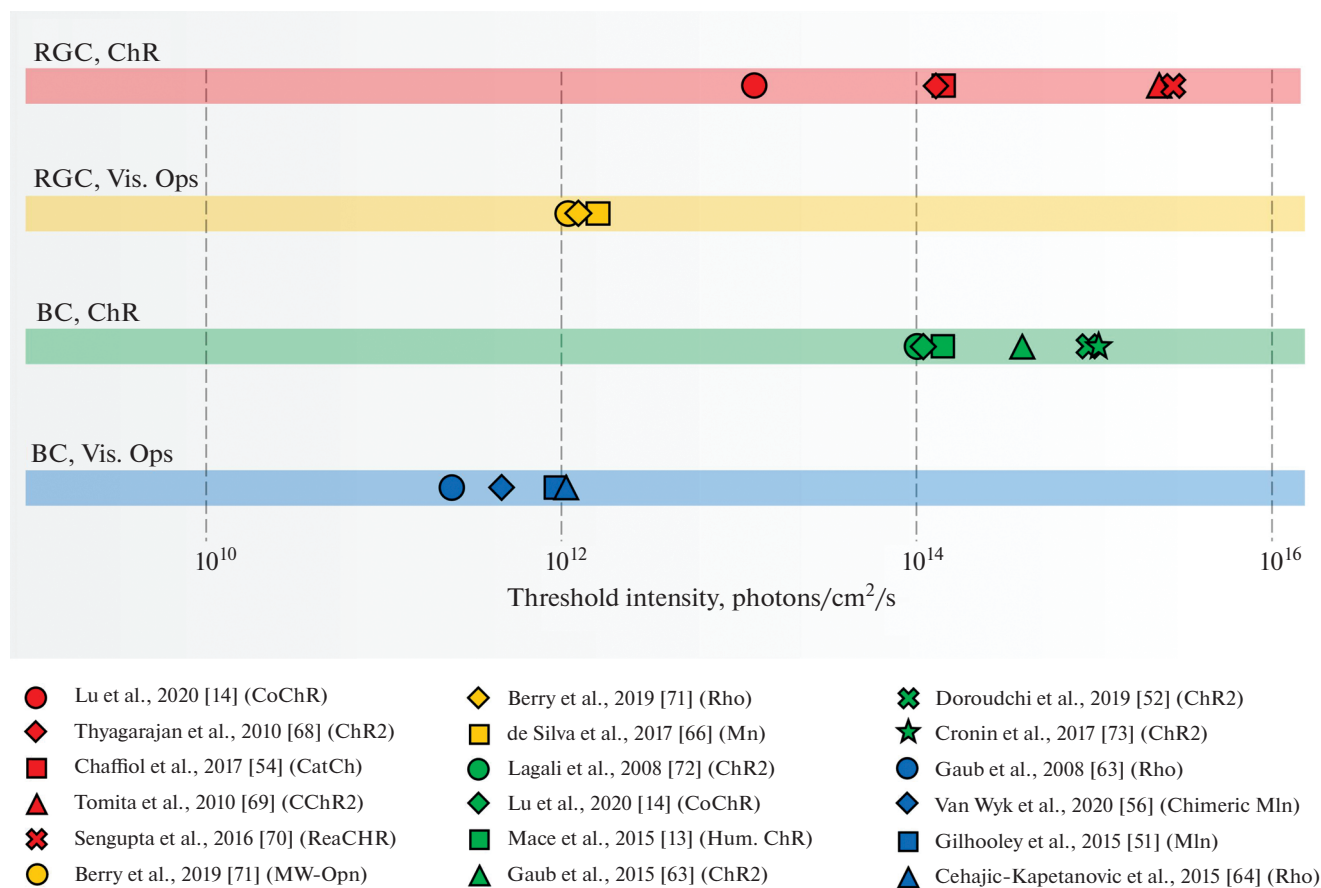 RGC, ChR
RGC, Vis. Ops
BC, ChR
BC, Vis. Ops
10^10 10^12 10^14 10^16
Threshold intensity, photons/cm²/s
Lu et al., 2020 [14] (CoChR)
Thyagarajan et al., 2010 [68] (ChR2)
Chaffiol et al., 2017 [54] (CatCh)
Tomita et al., 2010 [69] (CChR2)
Sengupta et al., 2016 [70] (ReaCHR)
Berry et al., 2019 [71] (MW-Opn)
Berry et al., 2019 [71] (Rho)
de Silva et al., 2017 [66] (Mn)
Lagali et al., 2008 [72] (ChR2)
Lu et al., 2020 [14] (CoChR)
Mace et al., 2015 [13] (Hum. ChR)
Gaub et al., 2015 [63] (ChR2)
Doroudchi et al., 2019 [52] (ChR2)
Cronin et al., 2017 [73] (ChR2)
Gaub et al., 2008 [63] (Rho)
Van Wyk et al., 2020 [56] (Chimeric Mln)
Gilhooley et al., 2015 [51] (Mln)
Cehajic-Kapetanovic et al., 2015 [64] (Rho)